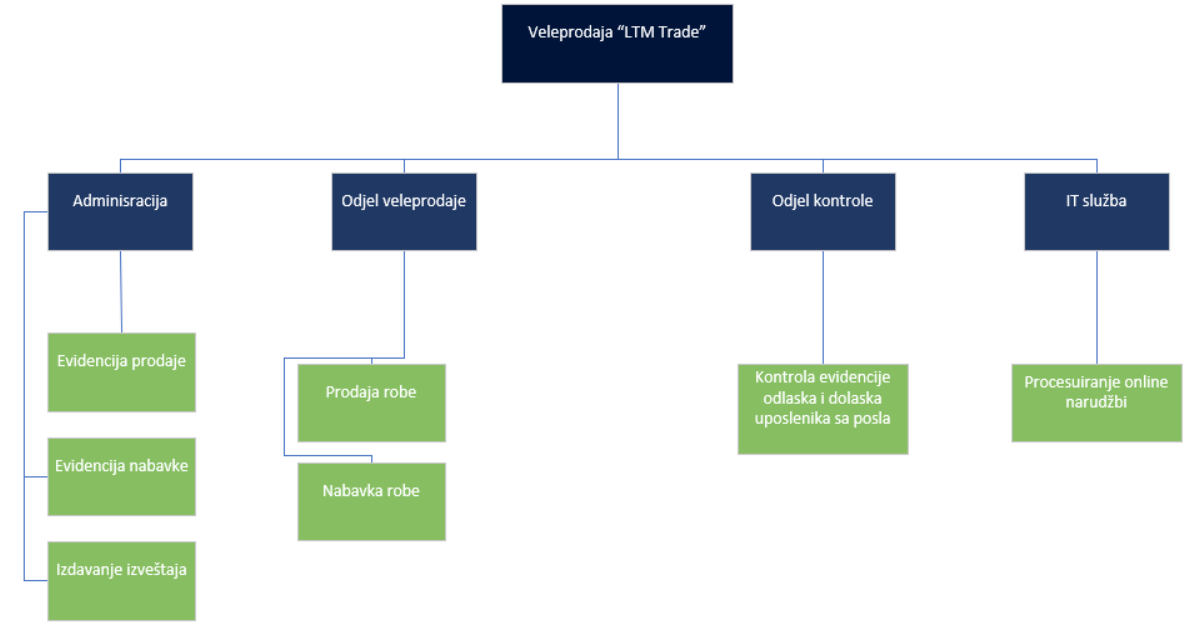 Veleprodaja “LTM Trade”
Adminisracija
Odjel veleprodaje
Odjel kontrole
IT služba
Evidencija prodaje
Evidencija nabavke
Izdavanje izveštaja
Prodaja robe
Nabavka robe
Kontrola evidencije
odlaska i dolaska
uposlenika sa posla
Procesuiranje online
narudžbi